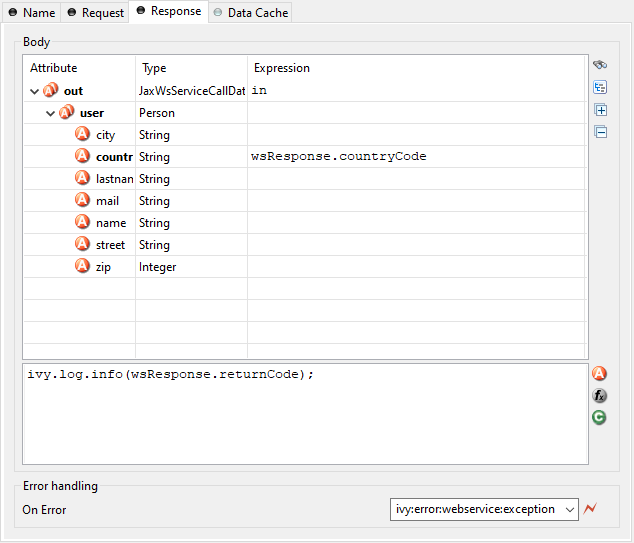 Name Request Response Data Cache
Body
Attribute Type Expression
out JaxWsServiceCallDat in
user Person
city String
countr String wsResponse.countryCode
lastnan String
mail String
name String
street String
zip Integer
ivy.log.info(wsResponse.returnCode);
Error handling
On Error ivy:error:webservice:exception